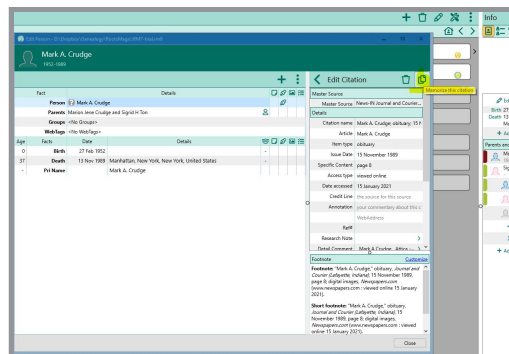 Info
Edit Person - D:\Dropbox\Genealogy\RootsMagic\RM7-trial.rmtree
Mark A. Crudge
1952-1989
Fact Details
Person Mark A. Crudge
Parents Marion Jene Crudge and Sigrid H Ton
Groups <No Groups>
WebTags <No WebTags>
Age Facts Date Details
0 Birth 27 Feb 1952
37 Death 13 Nov 1989 Manhattan, New York, New York, United States
- Pri Name Mark A. Crudge
Edit Citation
Memorize this citation
Master Source
Master Source News-IN Journal and Courier...
Details
Citation name Mark A. Crudge; obituary; 15 N
Article Mark A. Crudge
Item type obituary
Issue Date 15 November 1989
Specific Content page 8
Access type viewed online
Date accessed 15 January 2021
Credit Line the source for this source
Annotation your commentary about this c
WebAddress
Ref#
Research Note
Detail Comment Mark A Crudge, Attica
Footnote Customize
Footnote: "Mark A. Crudge," obituary, Journal and
Courier (Lafayette, Indiana), 15 November 1989,
page 8; digital images, Newspapers.com
(www.newspapers.com : viewed online 15 January
2021).
Short footnote: "Mark A. Crudge," obituary,
Journal and Courier (Lafayette, Indiana), 15
November 1989, page 8; digital images,
Newspapers.com (www.newspapers.com : viewed
online 15 January 2021).
Close
Birth 27
Death 13
Parents and